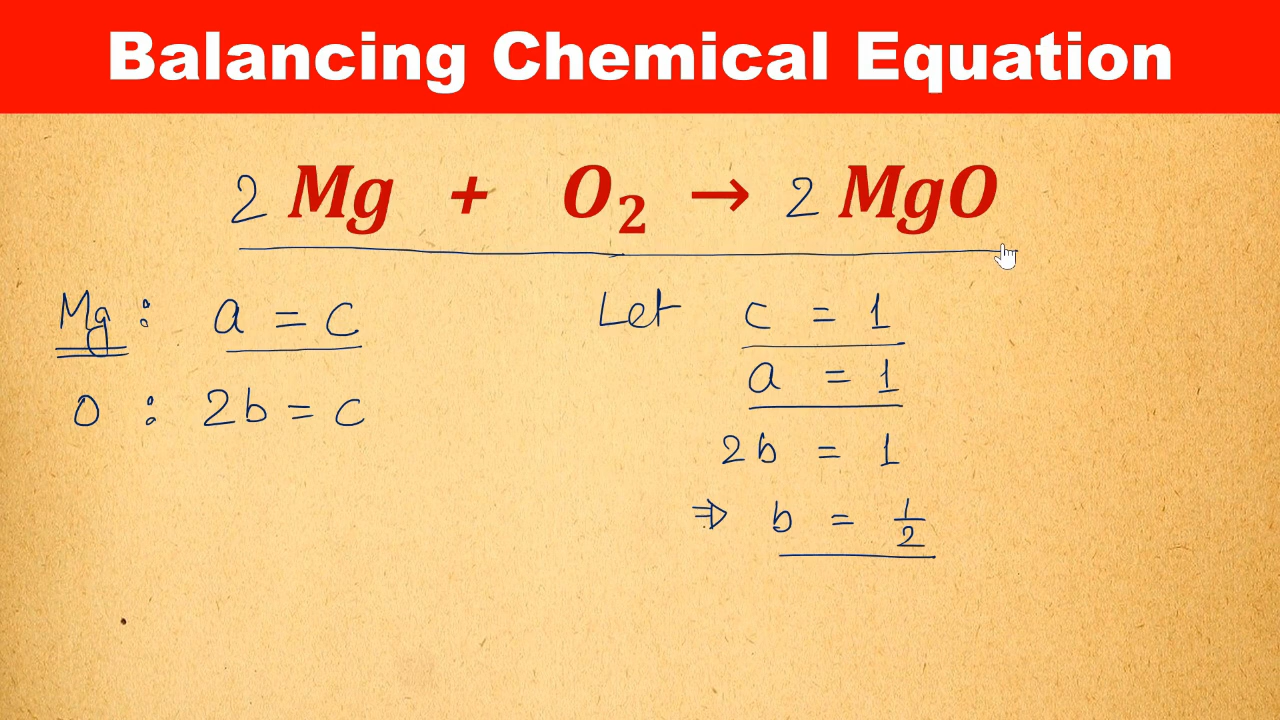 Balancing Chemical Equation
2 Mg + O₂ → 2 MgO
Mg : a = c
O : 2b = c
Let c = 1
a = 1
2b = 1
⇒ b = 1/2